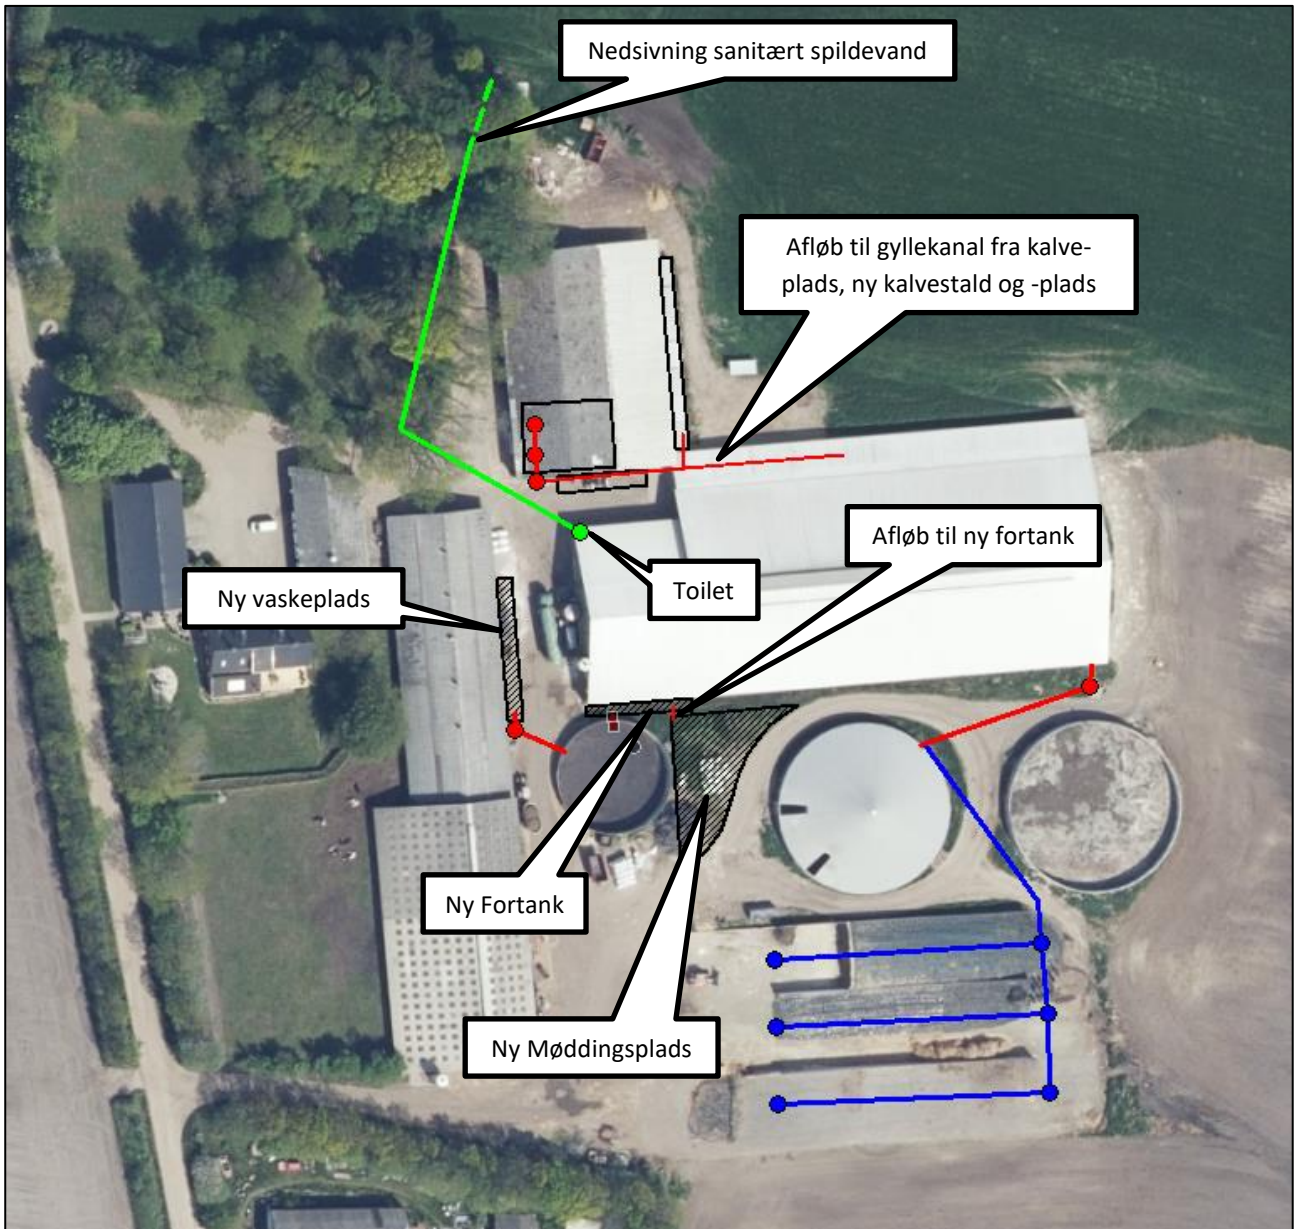 Nedsivning sanitært spildevand
Afløb til gyllekanal fra kalve-
plads, ny kalvestald og -plads
Afløb til ny fortank
Toilet
Ny vaskeplads
Ny Fortank
Ny Møddingsplads